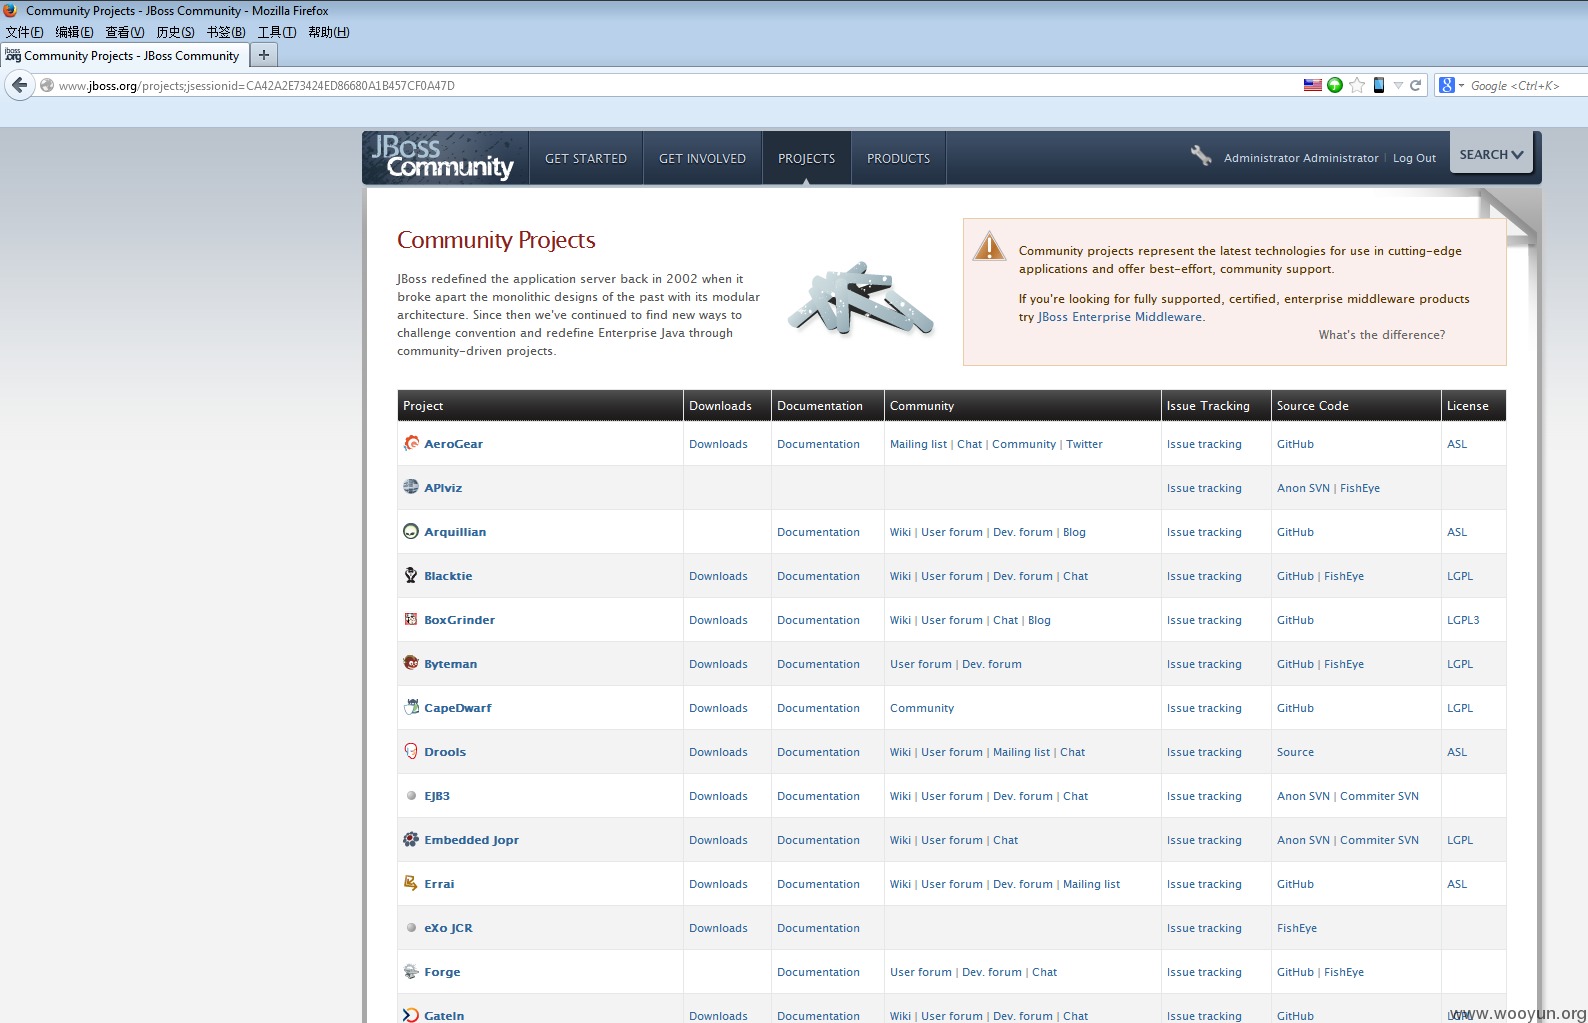 Community Projects - JBoss Community - Mozilla Firefox
文件(F) 编辑(E) 查看(V) 历史(S) 书签(B) 工具(T) 帮助(H)
jboss.org Community Projects - JBoss Community +
www.jboss.org/projects;jsessionid=CA42A2E73424ED86680A1B457CF0A47D 8 Google <Ctrl+K>
JBoss Community GET STARTED GET INVOLVED PROJECTS PRODUCTS Administrator Administrator | Log Out SEARCH
Community Projects
JBoss redefined the application server back in 2002 when it
broke apart the monolithic designs of the past with its modular
architecture. Since then we've continued to find new ways to
challenge convention and redefine Enterprise Java through
community-driven projects.
Community projects represent the latest technologies for use in cutting-edge
applications and offer best-effort, community support.
If you're looking for fully supported, certified, enterprise middleware products
try JBoss Enterprise Middleware.
What's the difference?
Project Downloads Documentation Community Issue Tracking Source Code License
AeroGear Downloads Documentation Mailing list | Chat | Community | Twitter Issue tracking GitHub ASL
APIviz Issue tracking Anon SVN | FishEye
Arquillian Documentation Wiki | User forum | Dev. forum | Blog Issue tracking GitHub ASL
Blacktie Downloads Documentation Wiki | User forum | Dev. forum | Chat Issue tracking GitHub | FishEye LGPL
BoxGrinder Downloads Documentation Wiki | User forum | Chat | Blog Issue tracking GitHub LGPL3
Byteman Downloads Documentation User forum | Dev. forum Issue tracking GitHub | FishEye LGPL
CapeDwarf Downloads Documentation Community Issue tracking GitHub LGPL
Drools Downloads Documentation Wiki | User forum | Mailing list | Chat Issue tracking Source ASL
EJB3 Downloads Documentation Wiki | User forum | Dev. forum | Chat Issue tracking Anon SVN | Commiter SVN
Embedded Jopr Downloads Documentation Wiki | User forum | Chat Issue tracking Anon SVN | Commiter SVN LGPL
Errai Downloads Documentation Wiki | User forum | Dev. forum | Mailing list Issue tracking GitHub ASL
eXo JCR Downloads Documentation Issue tracking FishEye
Forge Documentation User forum | Dev. forum | Chat Issue tracking GitHub | FishEye
GateIn Downloads Documentation Wiki | User forum | Dev. forum | Chat Issue tracking GitHub LGPL
www.wooyun.org